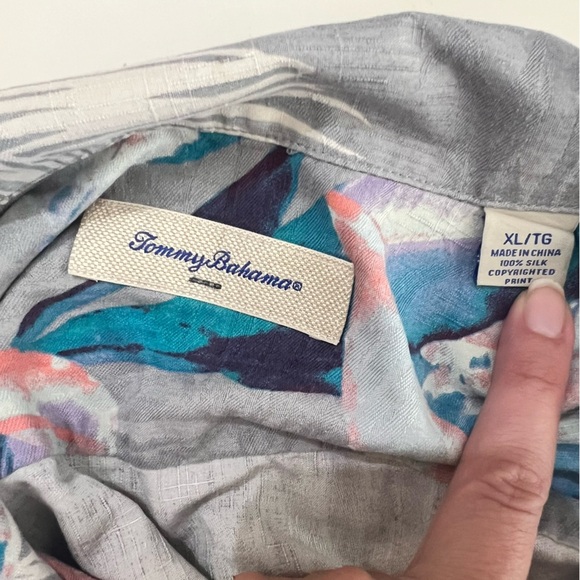 Tommy Bahama®
XL/TG
MADE IN CHINA
100% SILK
COPYRIGHTED
PRINT